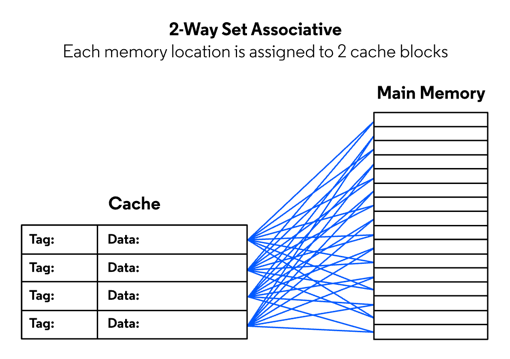 2-Way Set Associative
Each memory location is assigned to 2 cache blocks
Main Memory
Cache
Tag: Data:
Tag: Data:
Tag: Data:
Tag: Data: